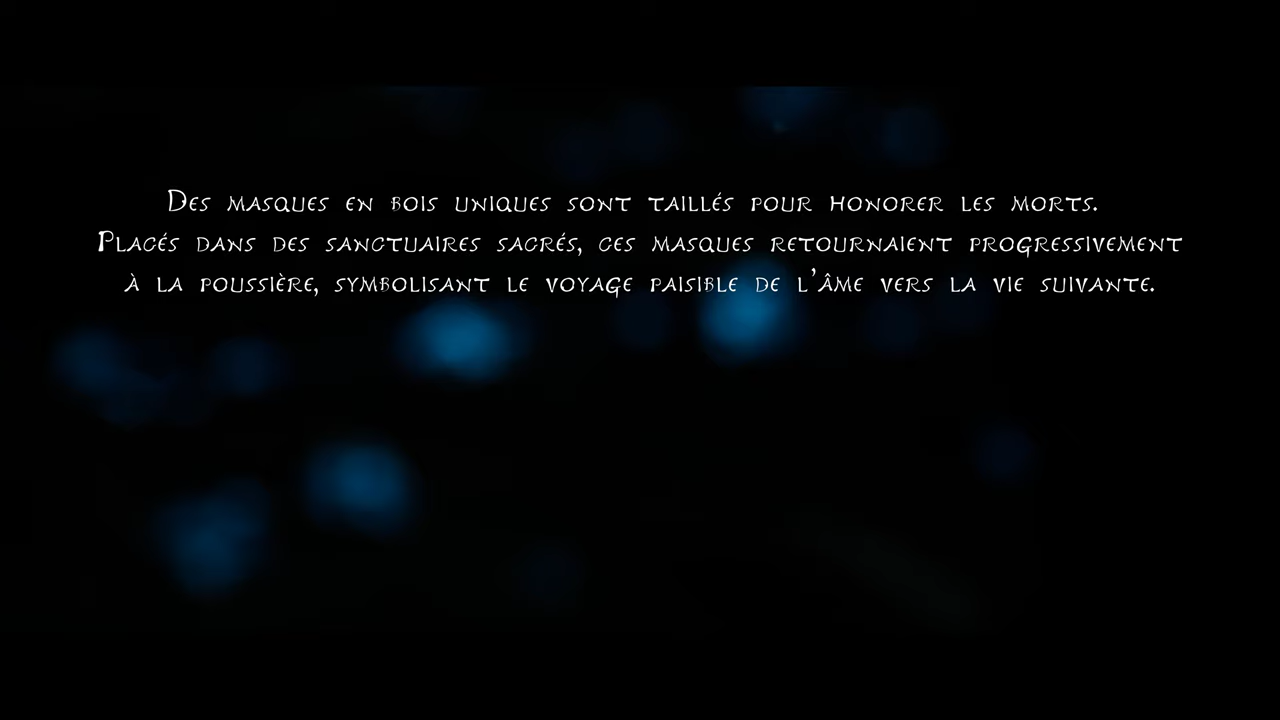 Des masques en bois uniques sont taillés pour honorer les morts.
Placés dans des sanctuaires sacrés, ces masques retournaient progressivement
à la poussière, symbolisant le voyage paisible de l'âme vers la vie suivante.